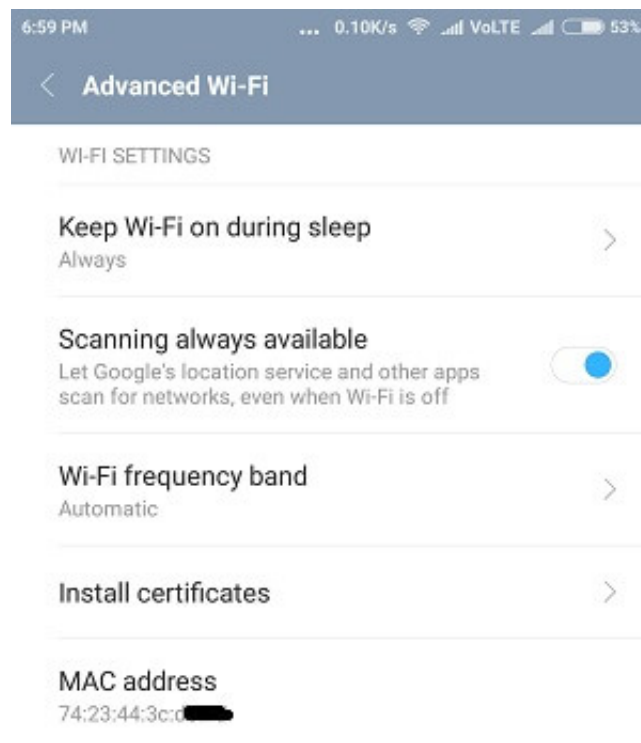 6:59 PM ... 0.10K/s VoLTE 53%
Advanced Wi-Fi
WI-FI SETTINGS
Keep Wi-Fi on during sleep
Always
Scanning always available
Let Google's location service and other apps
scan for networks, even when Wi-Fi is off
Wi-Fi frequency band
Automatic
Install certificates
MAC address
74:23:44:3c: